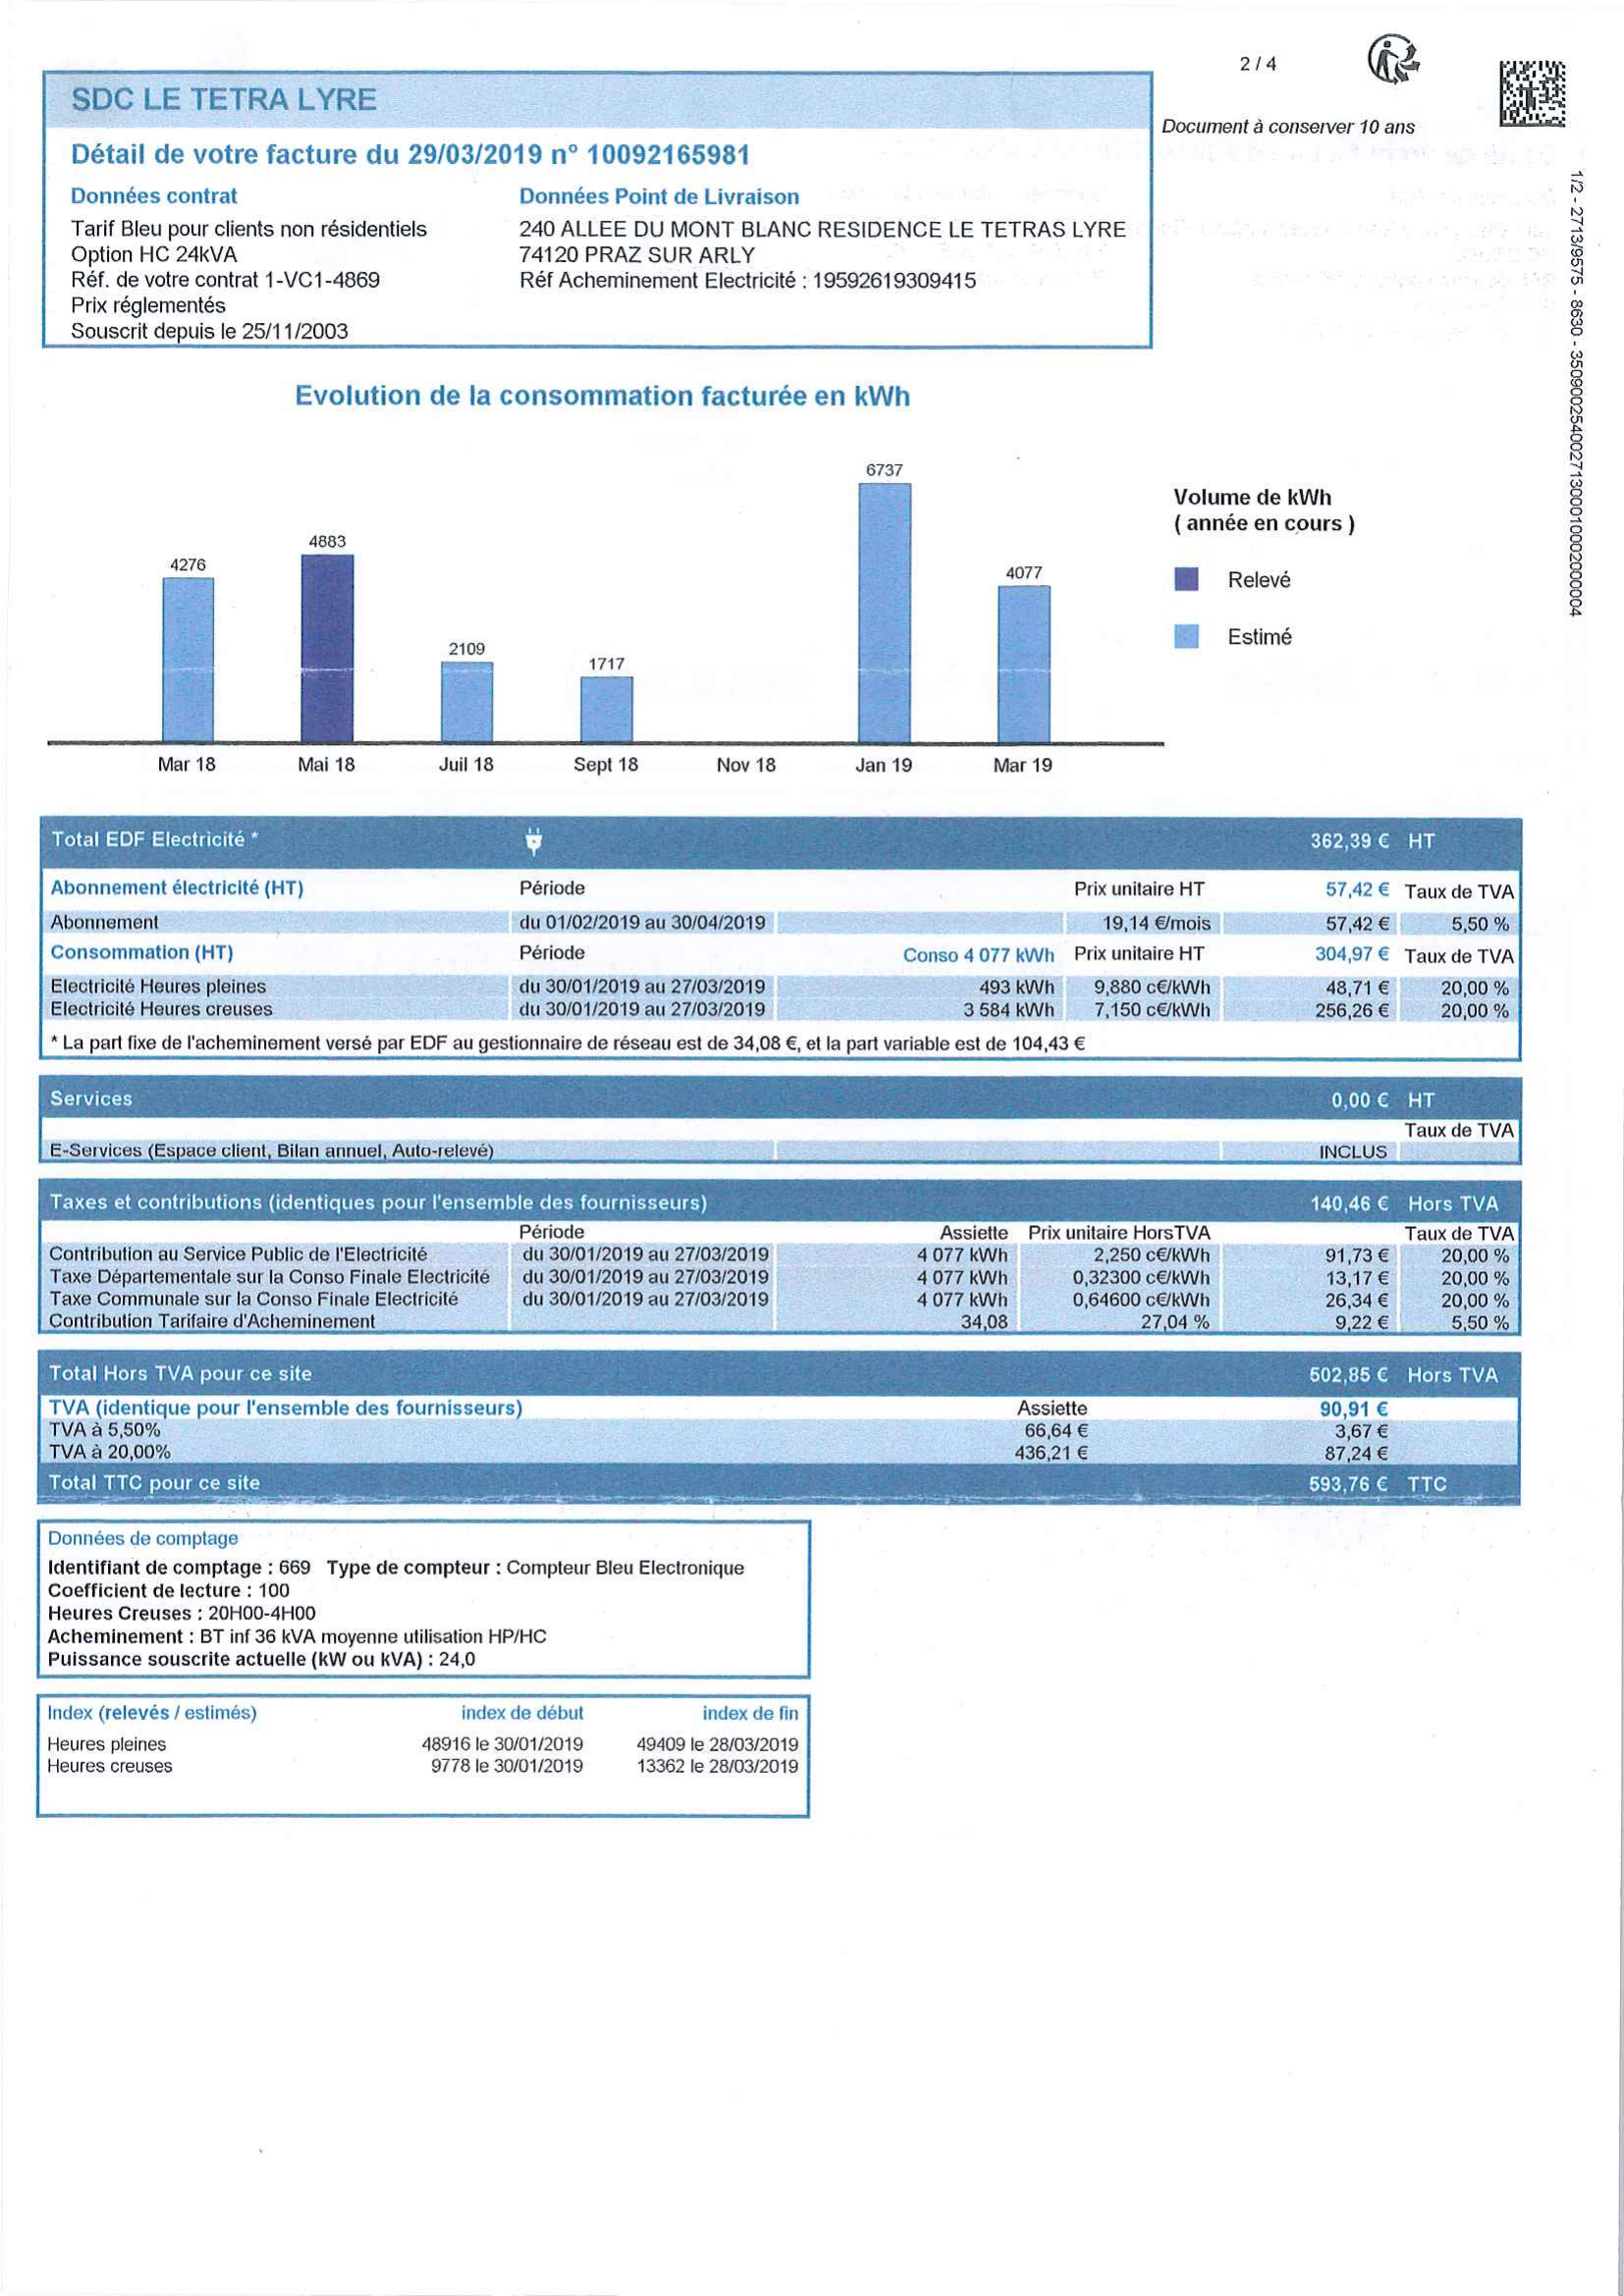 2 / 4
SDC LE TETRA LYRE
Document à conserver 10 ans
Détail de votre facture du 29/03/2019 n° 10092165981
Données contrat Données Point de Livraison
Tarif Bleu pour clients non résidentiels 240 ALLEE DU MONT BLANC RESIDENCE LE TETRAS LYRE
Option HC 24kVA 74120 PRAZ SUR ARLY
Réf. de votre contrat 1-VC1-4869 Réf Acheminement Electricité : 19592619309415
Prix réglementés
Souscrit depuis le 25/11/2003
1/2 - 2713/9575 - 8630 - 35090025400271300010002000004
Evolution de la consommation facturée en kWh
6737
4883
4276
4077
2109
1717
Volume de kWh
( année en cours )
Relevé
Estimé
Mar 18 Mai 18 Juil 18 Sept 18 Nov 18 Jan 19 Mar 19
Total EDF Electricité * 362,39 € HT
Abonnement électricité (HT) Période Prix unitaire HT 57,42 € Taux de TVA
Abonnement du 01/02/2019 au 30/04/2019 19,14 €/mois 57,42 € 5,50 %
Consommation (HT) Période Conso 4 077 kWh Prix unitaire HT 304,97 € Taux de TVA
Electricité Heures pleines du 30/01/2019 au 27/03/2019 493 kWh 9,880 c€/kWh 48,71 € 20,00 %
Electricité Heures creuses du 30/01/2019 au 27/03/2019 3 584 kWh 7,150 c€/kWh 256,26 € 20,00 %
* La part fixe de l'acheminement versé par EDF au gestionnaire de réseau est de 34,08 €, et la part variable est de 104,43 €
Services 0,00 € HT
Taux de TVA
E-Services (Espace client, Bilan annuel, Auto-relevé) INCLUS
Taxes et contributions (identiques pour l'ensemble des fournisseurs) 140,46 € Hors TVA
Période Assiette Prix unitaire HorsTVA Taux de TVA
Contribution au Service Public de l'Electricité du 30/01/2019 au 27/03/2019 4 077 kWh 2,250 c€/kWh 91,73 € 20,00 %
Taxe Départementale sur la Conso Finale Electricité du 30/01/2019 au 27/03/2019 4 077 kWh 0,32300 c€/kWh 13,17 € 20,00 %
Taxe Communale sur la Conso Finale Electricité du 30/01/2019 au 27/03/2019 4 077 kWh 0,64600 c€/kWh 26,34 € 20,00 %
Contribution Tarifaire d'Acheminement 34,08 27,04 % 9,22 € 5,50 %
Total Hors TVA pour ce site 502,85 € Hors TVA
TVA (identique pour l'ensemble des fournisseurs) Assiette 90,91 €
TVA à 5,50% 66,64 € 3,67 €
TVA à 20,00% 436,21 € 87,24 €
Total TTC pour ce site 593,76 € TTC
Données de comptage
Identifiant de comptage : 669 Type de compteur : Compteur Bleu Electronique
Coefficient de lecture : 100
Heures Creuses : 20H00-4H00
Acheminement : BT inf 36 kVA moyenne utilisation HP/HC
Puissance souscrite actuelle (kW ou kVA) : 24,0
Index (relevés / estimés) index de début index de fin
Heures pleines 48916 le 30/01/2019 49409 le 28/03/2019
Heures creuses 9778 le 30/01/2019 13362 le 28/03/2019